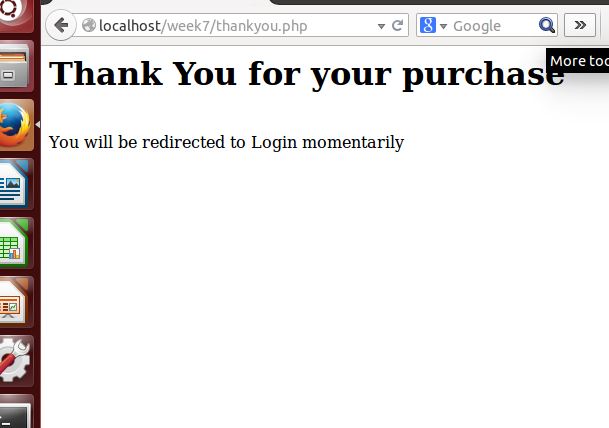 localhost/week7/thankyou.php
Google
More too
Thank You for your purchase
You will be redirected to Login momentarily